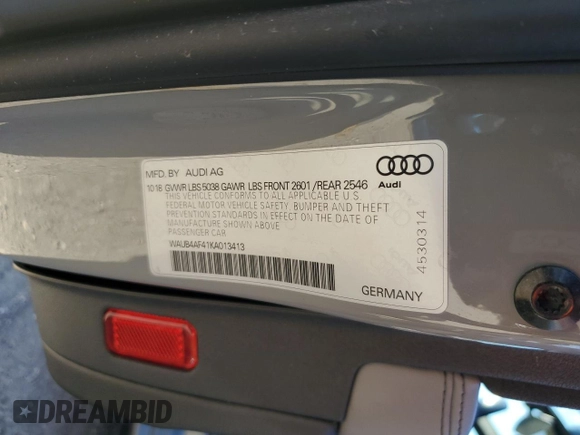 MFD. BY AUDI AG
10 18 GVWR LBS 5038 GAWR LBS FRONT 2601 /REAR 2546
THIS VEHICLE CONFORMS TO ALL APPLICABLE U.S.
FEDERAL MOTOR VEHICLE SAFETY, BUMPER AND THEFT
PREVENTION STANDARDS IN EFFECT ON THE DATE OF
MANUFACTURE SHOWN ABOVE
PASSENGER CAR
WAUB4AF41KA013413
Audi
4530314
GERMANY
DREAMBID